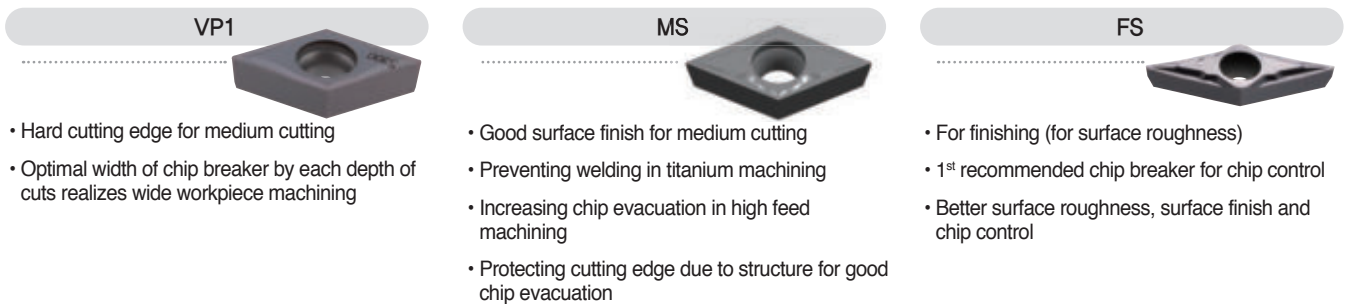 VP1
• Hard cutting edge for medium cutting
• Optimal width of chip breaker by each depth of
cuts realizes wide workpiece machining
MS
• Good surface finish for medium cutting
• Preventing welding in titanium machining
• Increasing chip evacuation in high feed
machining
• Protecting cutting edge due to structure for good
chip evacuation
FS
• For finishing (for surface roughness)
• 1st recommended chip breaker for chip control
• Better surface roughness, surface finish and
chip control